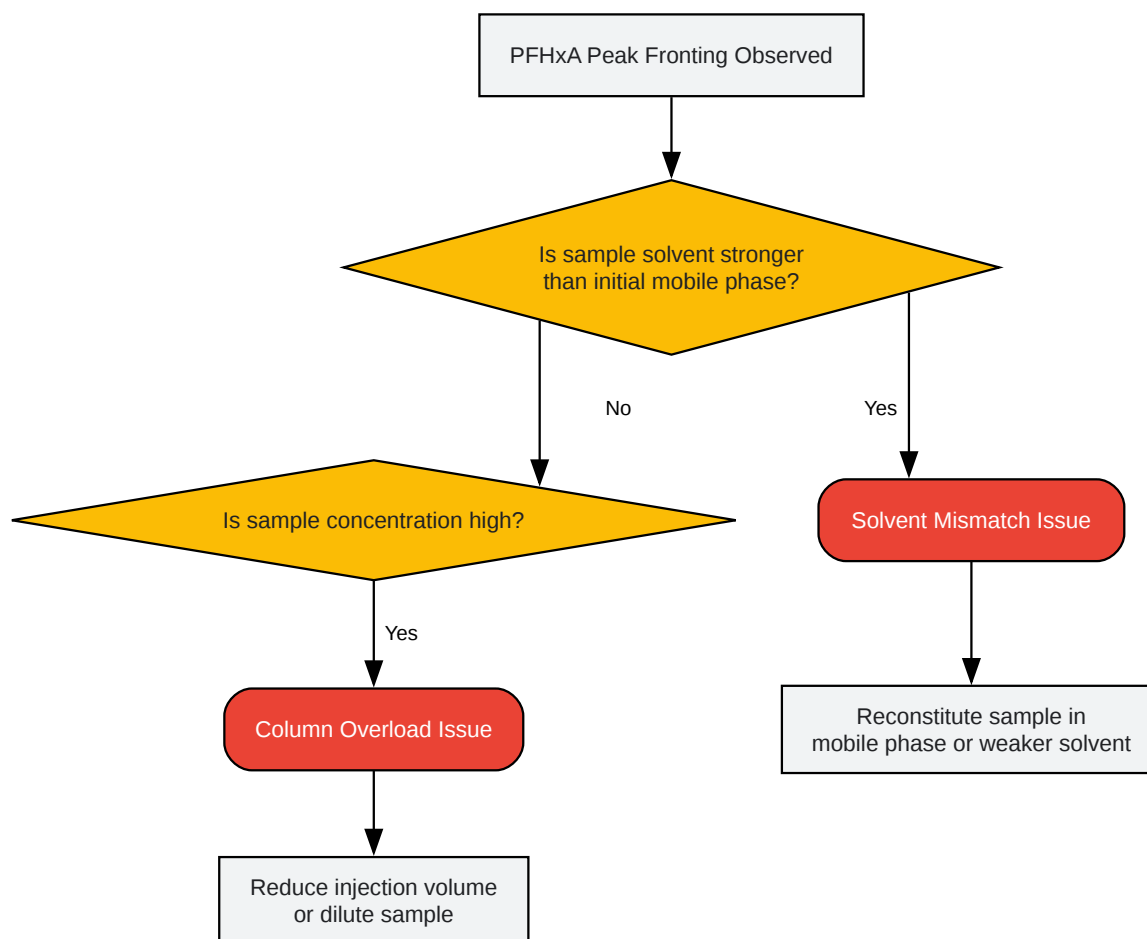 PFHxA Peak Fronting Observed
Is sample solvent stronger
than initial mobile phase?
No
Yes
Is sample concentration high?
Solvent Mismatch Issue
Yes
Column Overload Issue
Reconstitute sample in
mobile phase or weaker solvent
Reduce injection volume
or dilute sample